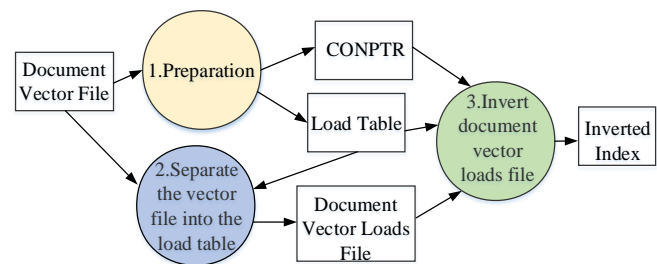 Document
Vector File
1.Preparation
CONPTR
Load Table
2.Separate
the vector
file into the
load table
Document
Vector Loads
File
3.Invert
document
vector
loads file
Inverted
Index